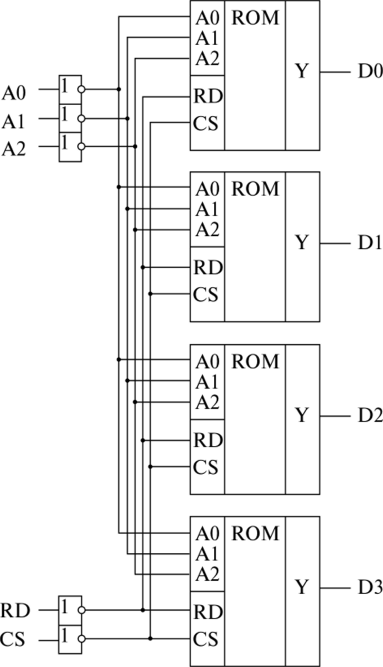 A0 ROM
A1
A2
Y D0
RD
CS
A0 1
A1 1
A2 1
A0 ROM
A1
A2
Y D1
RD
CS
A0 ROM
A1
A2
Y D2
RD
CS
A0 ROM
A1
A2
Y D3
RD 1 RD
CS 1 CS